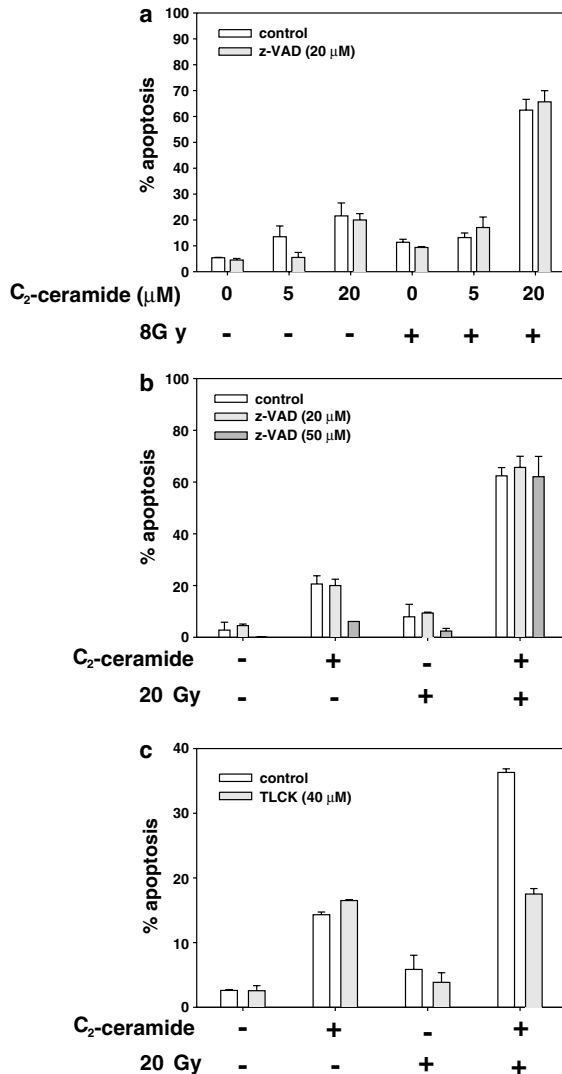 a
100
control
90
z-VAD (20 μM)
80
70
60
50
40
30
20
10
0
% apoptosis
C₂-ceramide (μM) 0 5 20 0 5 20
8G y - - - + + +
b
100
control
80
z-VAD (20 μM)
z-VAD (50 μM)
60
40
20
0
% apoptosis
C₂-ceramide - + - +
20 Gy - - + +
c
40
control
TLCK (40 μM)
30
20
10
0
% apoptosis
C₂-ceramide - + - +
20 Gy - - + +